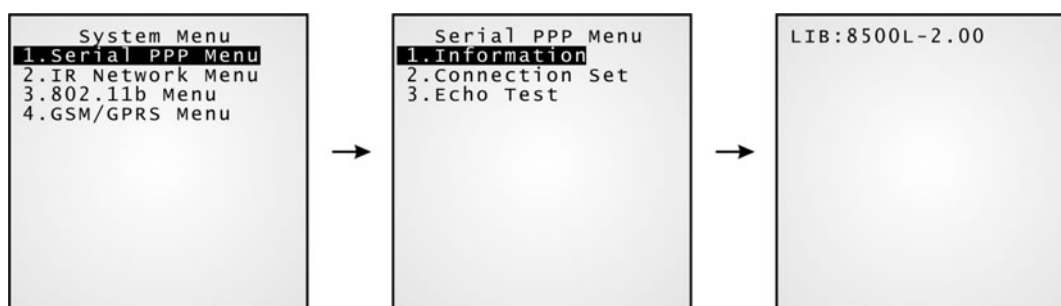 System Menu
1.Serial PPP Menu
2.IR Network Menu
3.802.11b Menu
4.GSM/GPRS Menu
Serial PPP Menu
1.Information
2.Connection Set
3.Echo Test
LIB:8500L-2.00